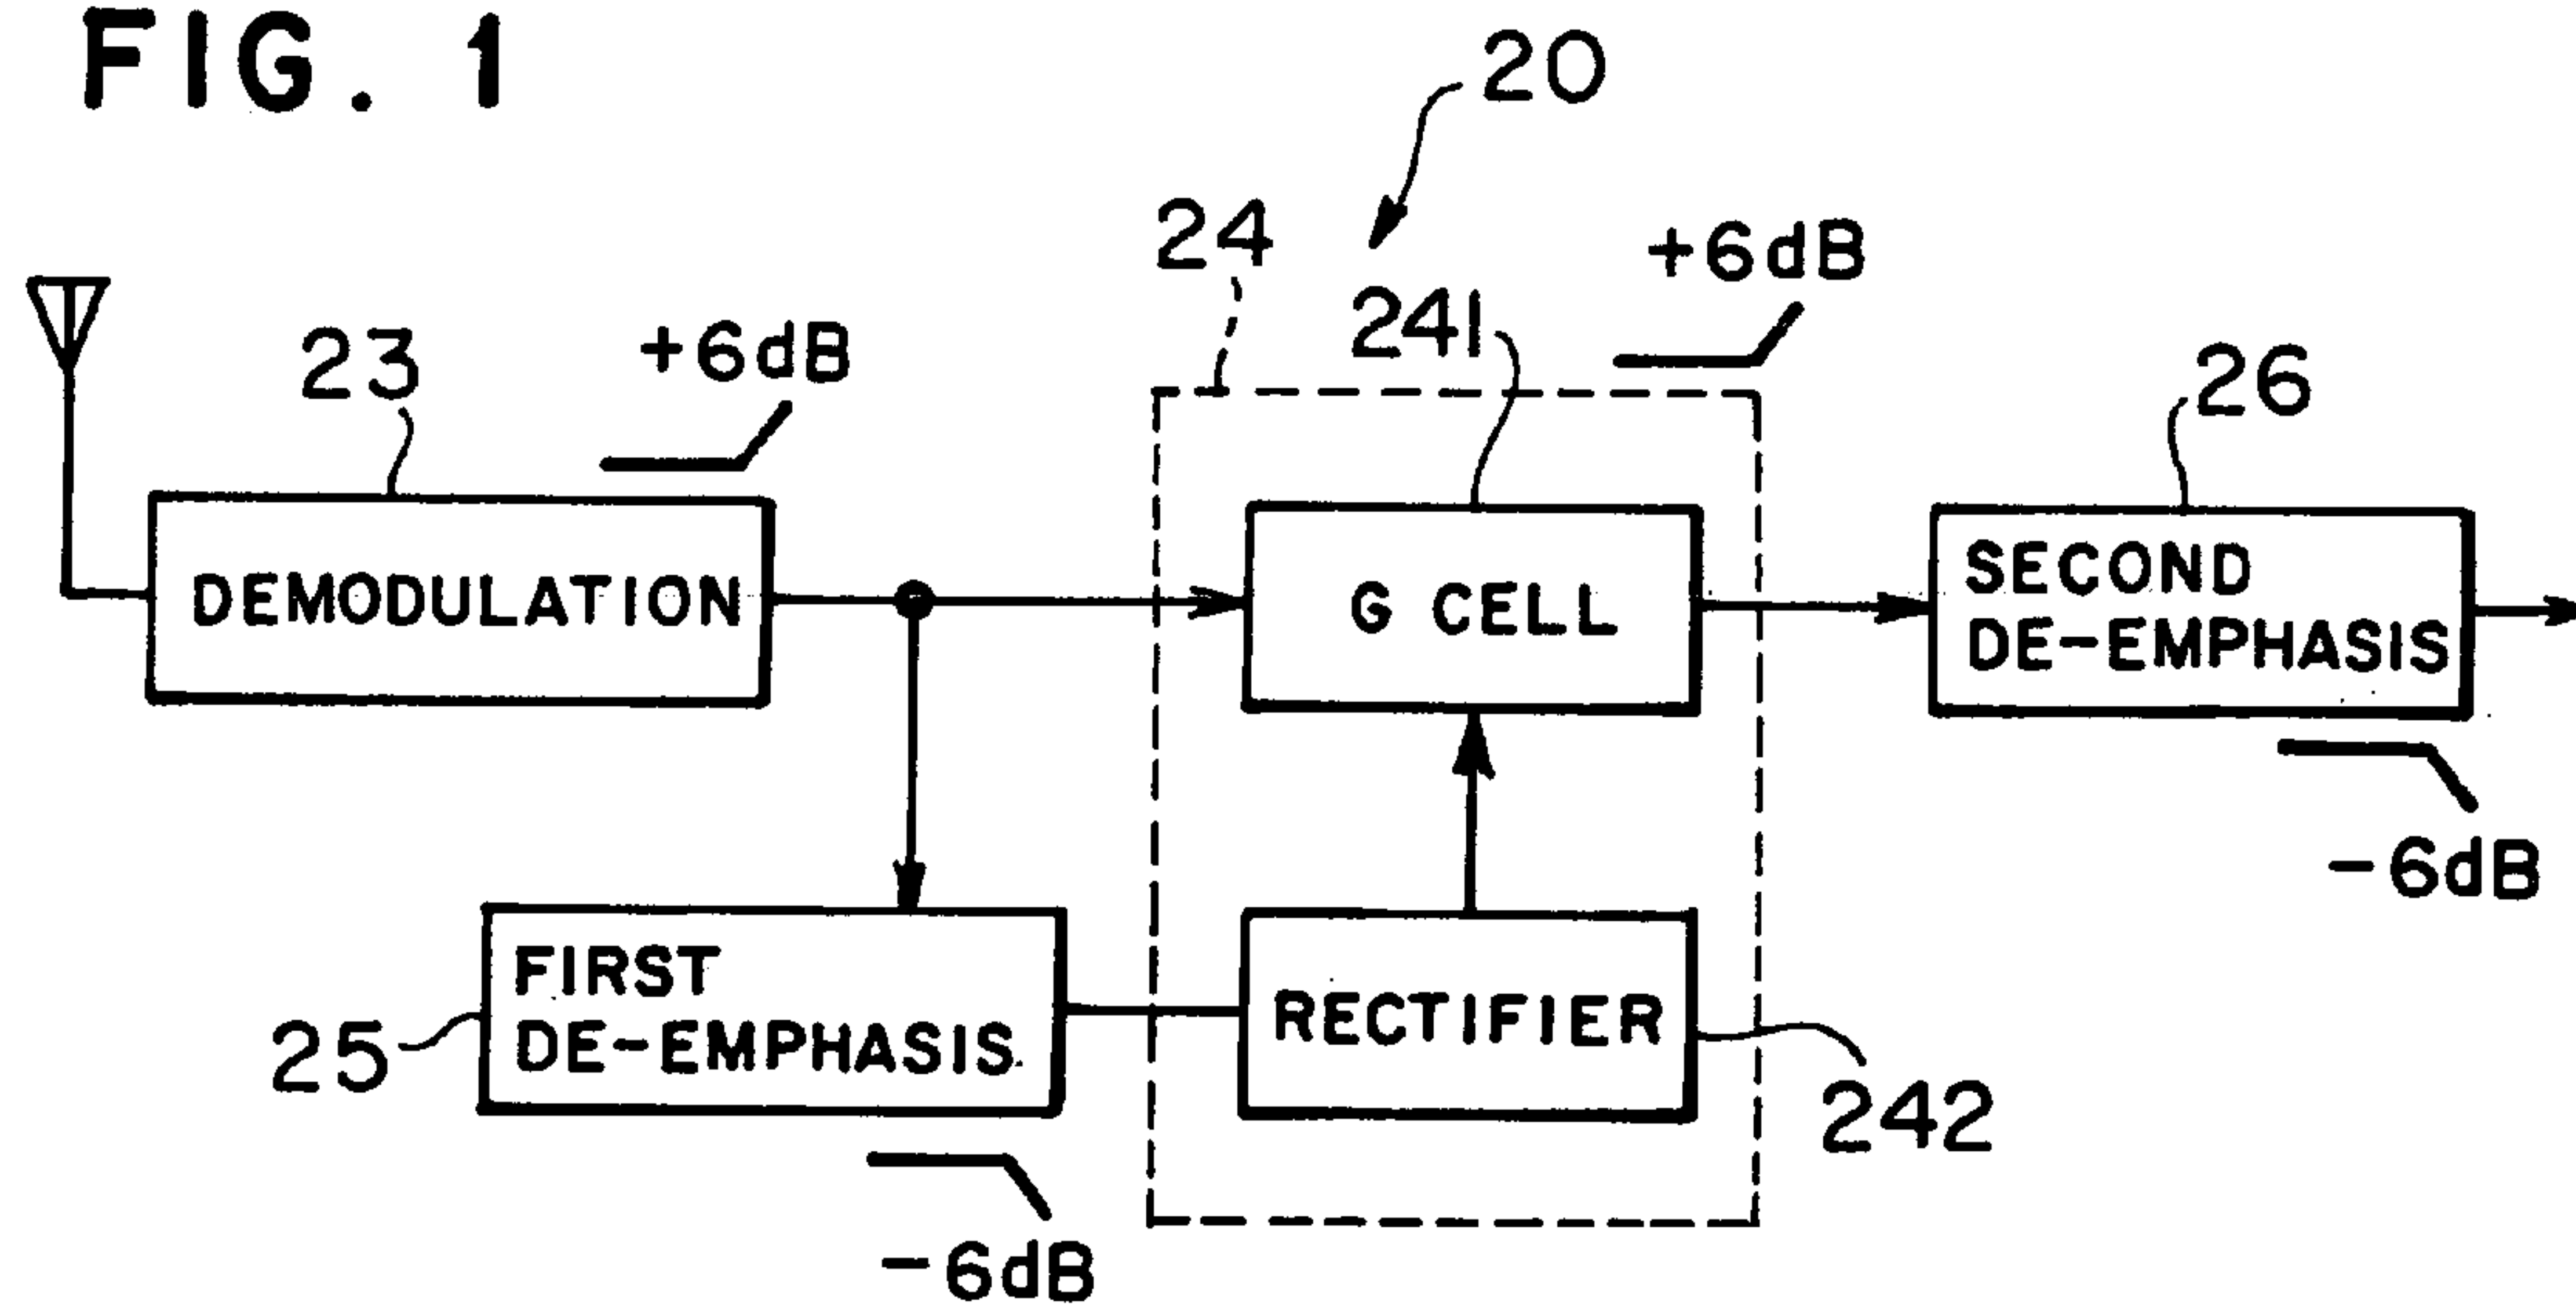 FIG. 1
20
24
+6dB
241
23
+6dB
26
DEMODULATION
G CELL
SECOND
DE-EMPHASIS
-6dB
FIRST
DE-EMPHASIS
RECTIFIER
25
242
-6dB